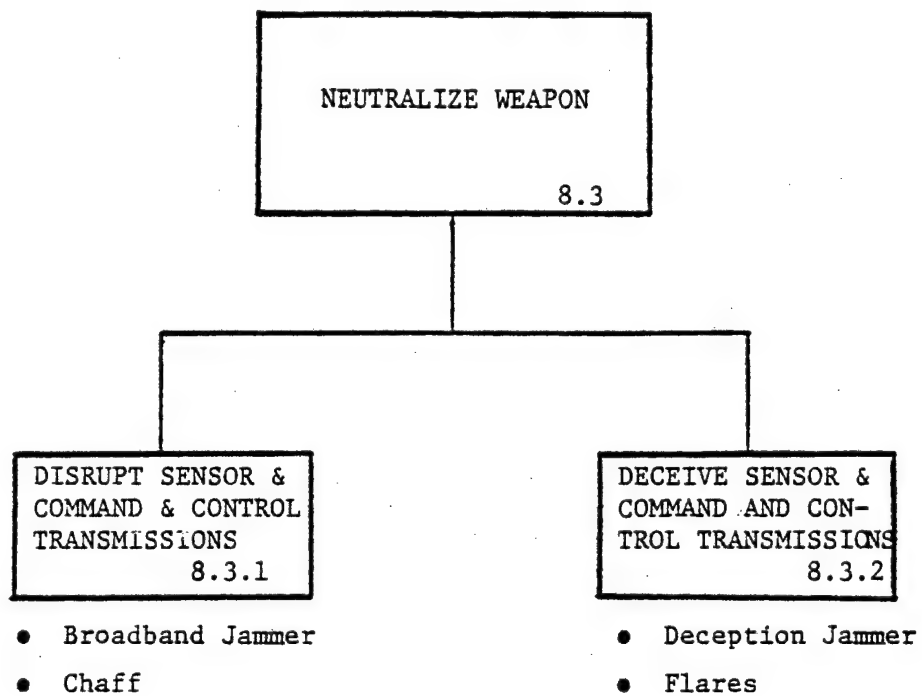 NEUTRALIZE WEAPON
8.3
DISRUPT SENSOR &
COMMAND & CONTROL
TRANSMISSIONS
8.3.1
• Broadband Jammer
• Chaff
DECEIVE SENSOR &
COMMAND AND CON-
TROL TRANSMISSIONS
8.3.2
• Deception Jammer
• Flares